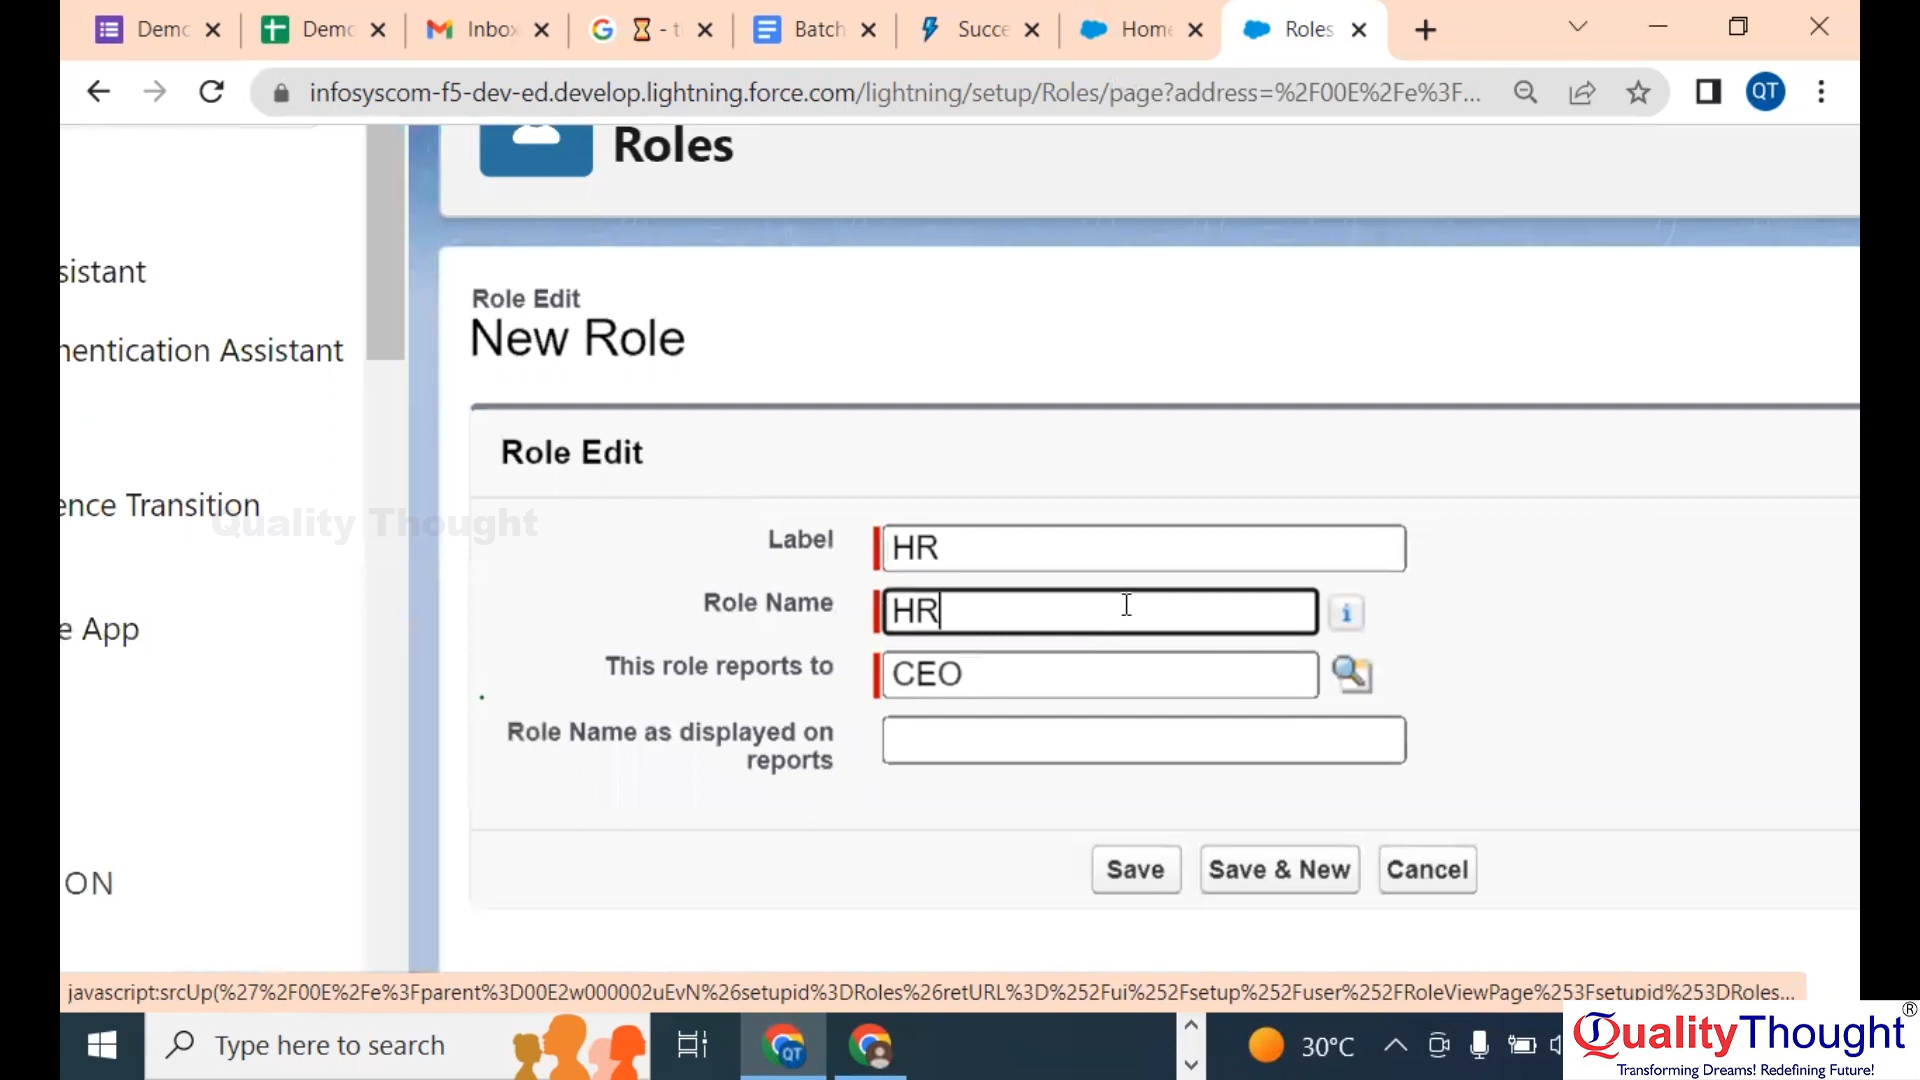 Demo
Demo
Inbox
- t
Batch
Succe
Home
Roles
infosyscom-f5-dev-ed.develop.lightning.force.com/lightning/setup/Roles/page?address=%2F00E%2Fe%3F...
QT
Roles
sistant
hentication Assistant
ence Transition
e App
ON
Role Edit
New Role
Role Edit
Label
HR
Role Name
HR
This role reports to
CEO
Role Name as displayed on
reports
Save
Save & New
Cancel
Quality Thought
javascript:srcUp(%27%2F00E%2Fe%3Fparent%3D00E2w000002uEvN%26setupid%3DRoles%26retURL%3D%252Fui%252Fsetup%252Fuser%252FRoleViewPage%253Fsetupid%253DRoles...
Type here to search
QT
30°C
QualityThought®
Transforming Dreams! Redefining Future!